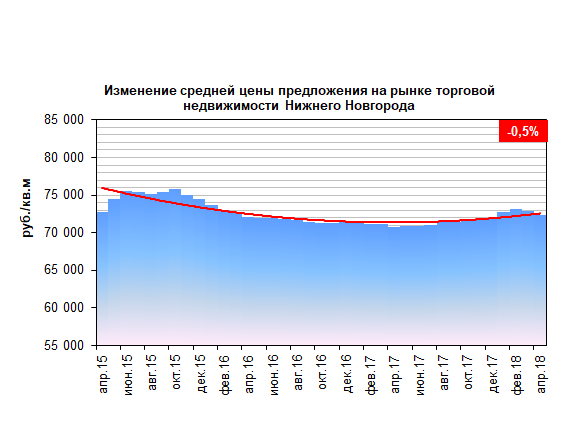 Изменение средней цены предложения на рынке торговой
недвижимости Нижнего Новгорода
-0,5%
руб./кв.м
85 000
80 000
75 000
70 000
65 000
60 000
55 000
апр.15
июн.15
авг.15
окт.15
дек.15
фев.16
апр.16
июн.16
авг.16
окт.16
дек.16
фев.17
апр.17
июн.17
авг.17
окт.17
дек.17
фев.18
апр.18